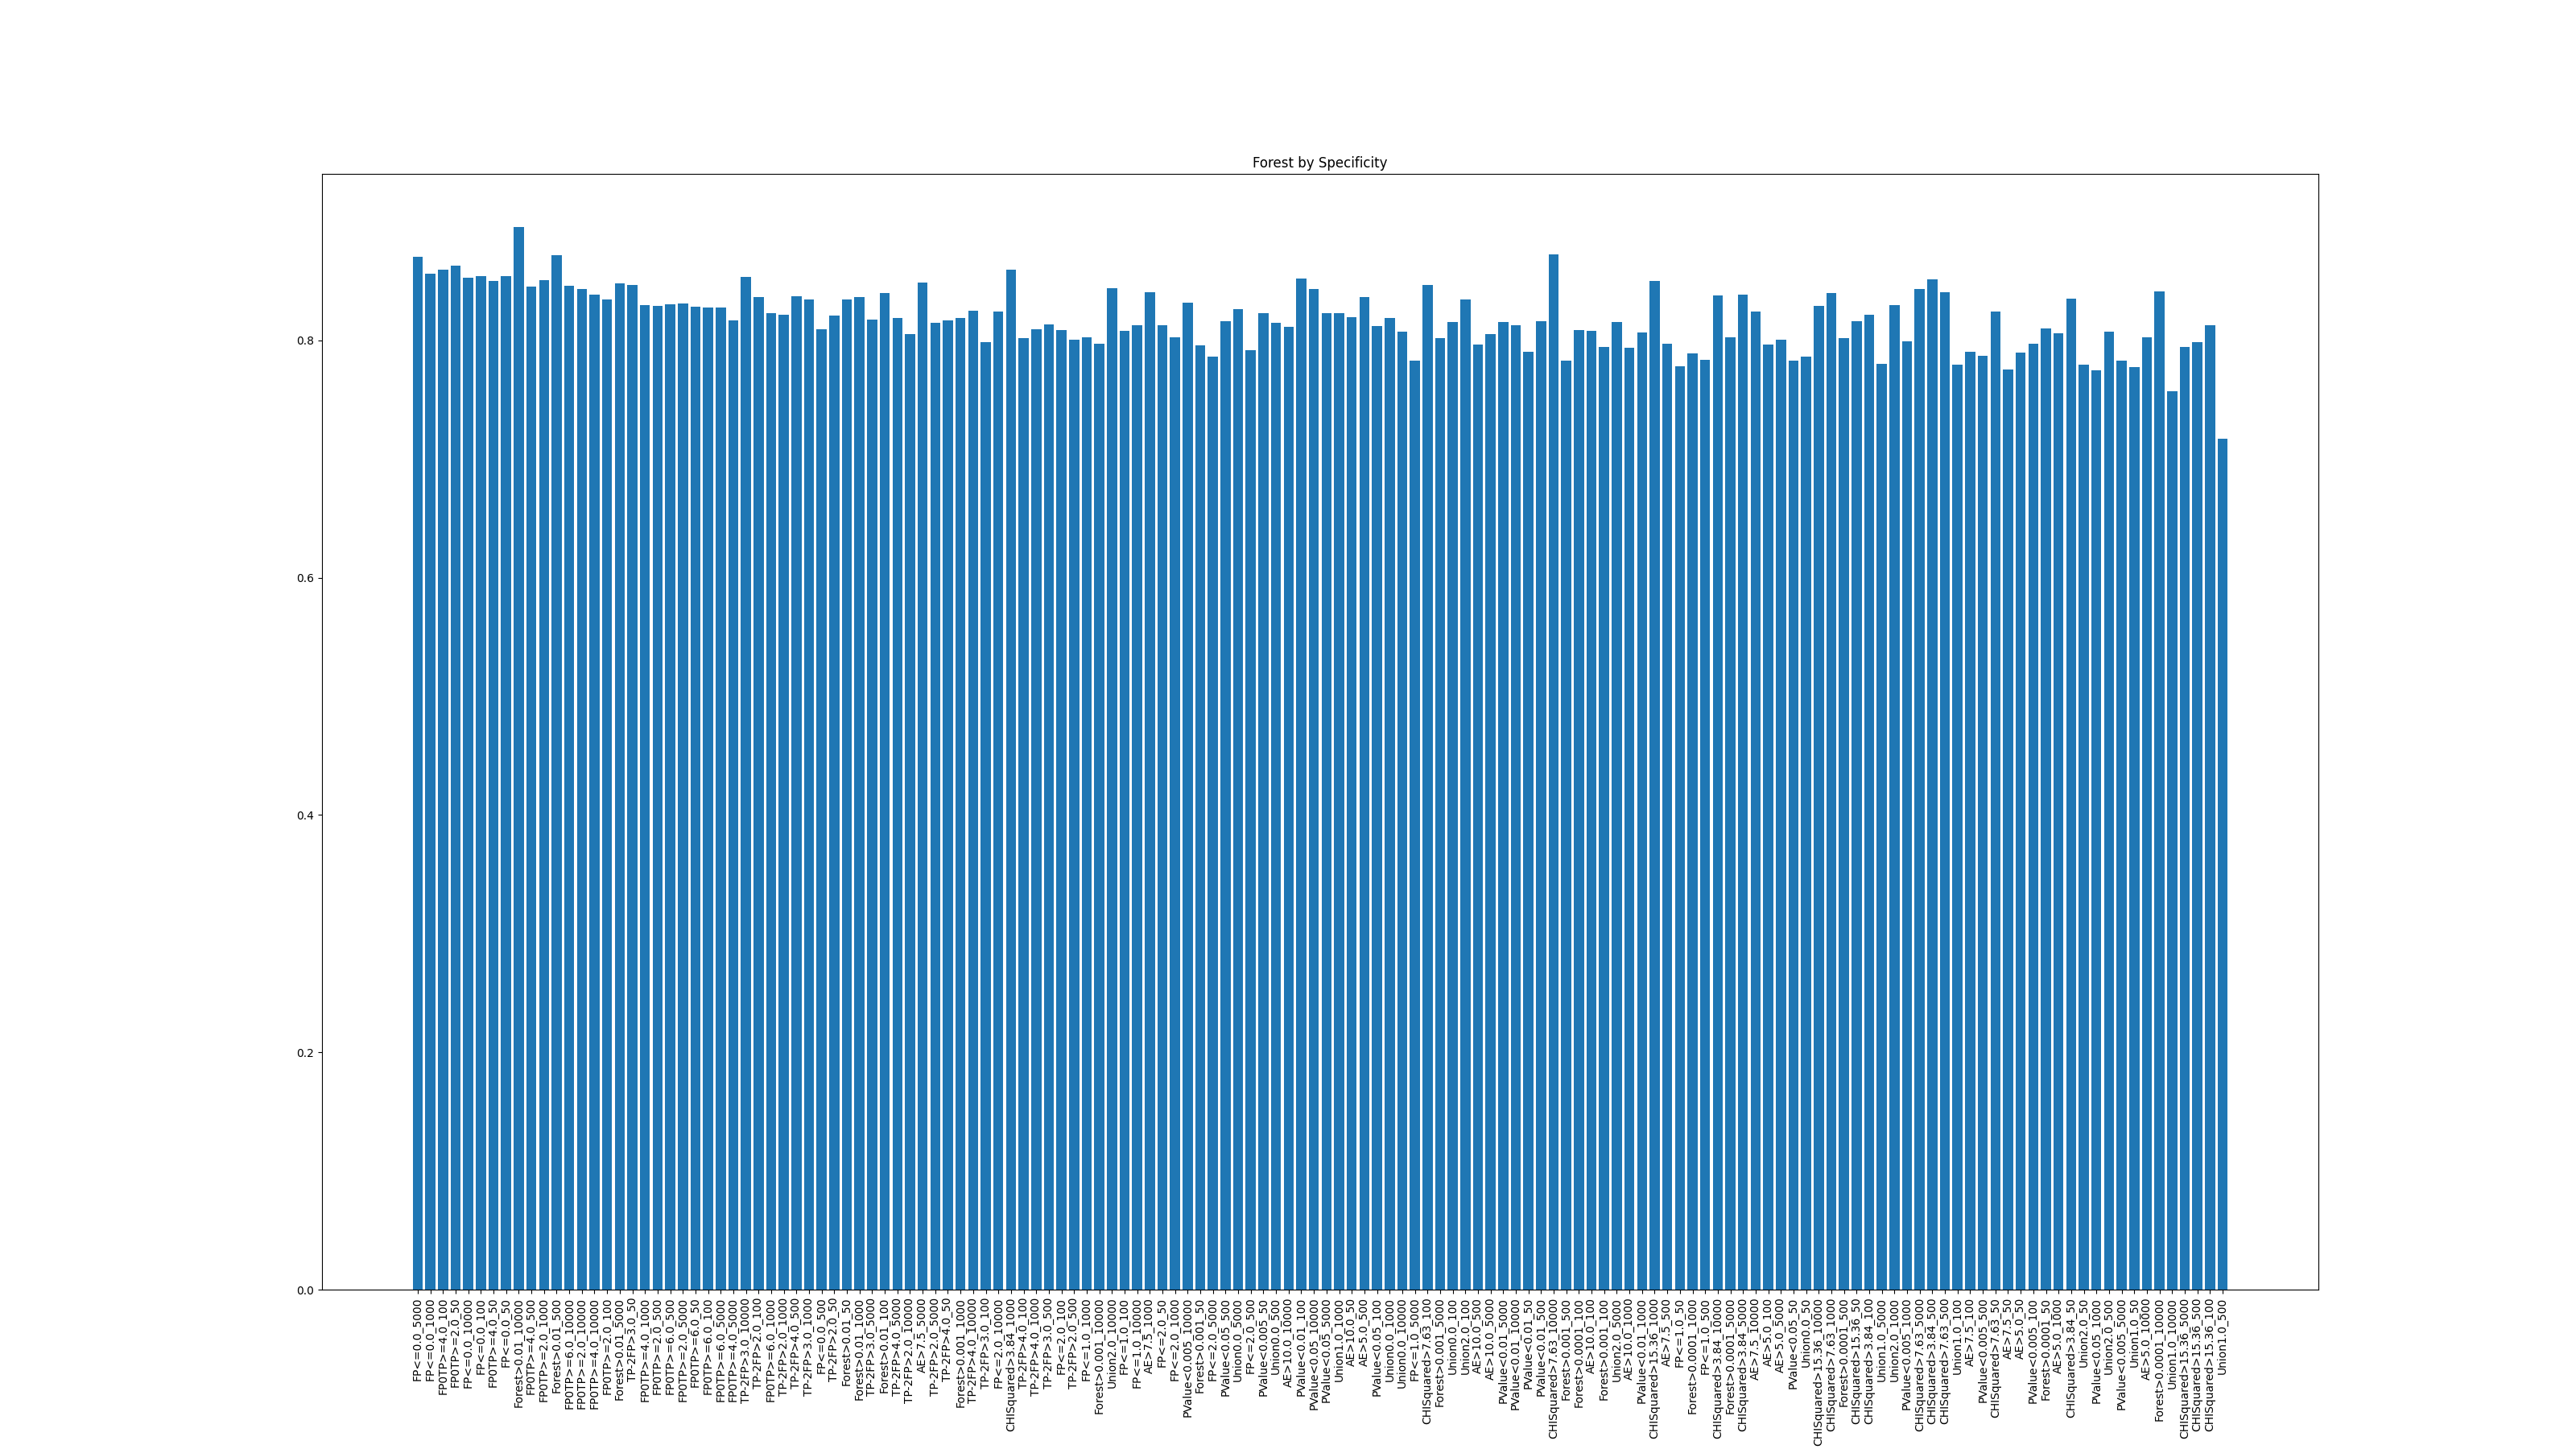 Forest by Specificity
0.8
0.6
0.4
0.2
0.0
FP<=0.0_5000
FP<=0.0_1000
FP0TP>=4.0_100
FP0TP>=2.0_50
FP<=0.0_10000
FP<=0.0_100
FP0TP>=4.0_50
FP<=0.0_50
Forest>0.01_10000
FP0TP>=4.0_500
FP0TP>=2.0_1000
Forest>0.01_500
FP0TP>=6.0_10000
FP0TP>=2.0_10000
FP0TP>=4.0_10000
FP0TP>=2.0_100
Forest>0.01_5000
TP-2FP>3.0_50
FP0TP>=4.0_1000
FP0TP>=2.0_500
FP0TP>=6.0_500
FP0TP>=2.0_5000
FP0TP>=6.0_50
FP0TP>=6.0_100
FP0TP>=6.0_5000
FP0TP>=4.0_5000
TP-2FP>3.0_10000
TP-2FP>2.0_100
FP0TP>=6.0_1000
TP-2FP>2.0_1000
TP-2FP>4.0_500
TP-2FP>3.0_1000
FP<=0.0_500
TP-2FP>2.0_50
Forest>0.01_50
Forest>0.01_1000
TP-2FP>3.0_5000
Forest>0.01_100
TP-2FP>4.0_5000
TP-2FP>2.0_10000
AE>7.5_5000
TP-2FP>2.0_5000
TP-2FP>4.0_50
Forest>0.001_1000
TP-2FP>4.0_10000
TP-2FP>3.0_100
FP<=2.0_10000
CHISquared>3.84_1000
TP-2FP>4.0_100
TP-2FP>4.0_1000
TP-2FP>3.0_500
FP<=2.0_100
TP-2FP>2.0_500
FP<=1.0_1000
Forest>0.001_10000
Union2.0_10000
FP<=1.0_100
FP<=1.0_10000
AE>7.5_1000
FP<=2.0_50
FP<=2.0_1000
PValue<0.005_10000
Forest>0.001_50
FP<=2.0_5000
PValue<0.05_500
Union0.0_5000
FP<=2.0_500
PValue<0.005_50
Union0.0_500
AE>10.0_10000
PValue<0.01_100
PValue<0.05_10000
PValue<0.05_5000
Union1.0_1000
AE>10.0_50
AE>5.0_500
PValue<0.05_100
Union0.0_1000
Union0.0_10000
FP<=1.0_5000
CHISquared>7.63_100
Forest>0.001_5000
Union0.0_100
Union2.0_100
AE>10.0_500
AE>10.0_5000
PValue<0.01_5000
PValue<0.01_10000
PValue<0.01_50
PValue<0.01_500
CHISquared>7.63_10000
Forest>0.001_500
Forest>0.0001_100
AE>10.0_100
Forest>0.001_100
Union2.0_5000
AE>10.0_1000
PValue<0.01_1000
CHISquared>15.36_1000
AE>7.5_500
FP<=1.0_50
Forest>0.0001_1000
FP<=1.0_500
CHISquared>3.84_10000
Forest>0.0001_5000
CHISquared>3.84_5000
AE>7.5_10000
AE>5.0_100
AE>5.0_5000
PValue<0.05_50
Union0.0_50
CHISquared>15.36_10000
CHISquared>7.63_1000
Forest>0.0001_500
CHISquared>15.36_50
CHISquared>3.84_100
Union1.0_5000
Union2.0_1000
PValue<0.005_1000
CHISquared>7.63_5000
CHISquared>3.84_500
CHISquared>7.63_500
Union1.0_100
AE>7.5_100
PValue<0.005_500
CHISquared>7.63_50
AE>7.5_50
AE>5.0_50
PValue<0.005_100
Forest>0.0001_50
AE>5.0_1000
CHISquared>3.84_50
Union2.0_50
PValue<0.05_1000
Union2.0_500
PValue<0.005_5000
Union1.0_50
AE>5.0_10000
Forest>0.0001_10000
Union1.0_10000
CHISquared>15.36_5000
CHISquared>15.36_500
CHISquared>15.36_100
Union1.0_500